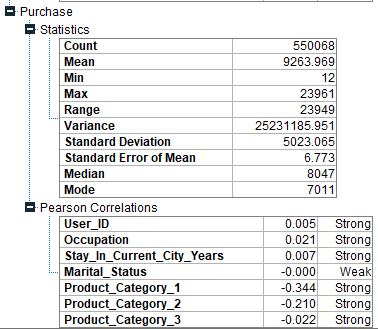 Purchase
Statistics
Count 550068
Mean 9263.969
Min 12
Max 23961
Range 23949
Variance 25231185.951
Standard Deviation 5023.065
Standard Error of Mean 6.773
Median 8047
Mode 7011
Pearson Correlations
User_ID 0.005 Strong
Occupation 0.021 Strong
Stay_In_Current_City_Years 0.007 Strong
Marital_Status -0.000 Weak
Product_Category_1 -0.344 Strong
Product_Category_2 -0.210 Strong
Product_Category_3 -0.022 Strong